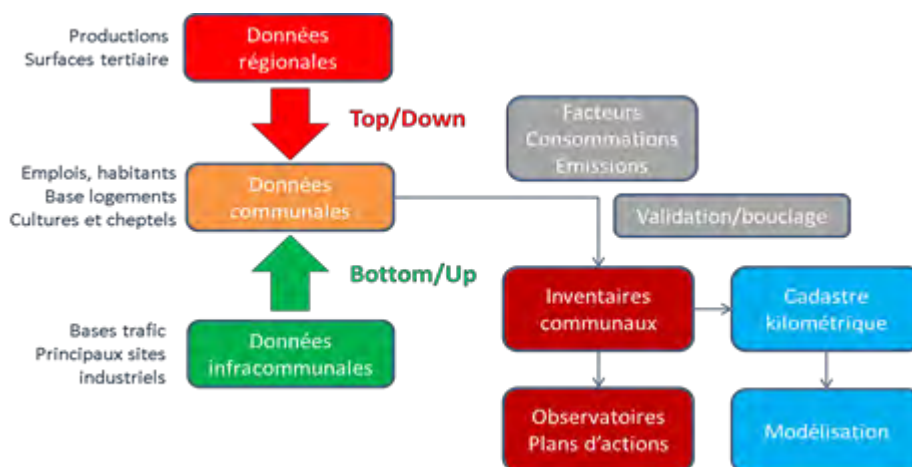 Productions
Surfaces tertiaire
Données
régionales
Top/Down
Facteurs
Consommations
Emissions
Emplois, habitants
Base logements
Cultures et cheptels
Données
communales
Validation/bouclage
Bottom/Up
Inventaires
communaux
Cadastre
kilométrique
Bases trafic
Principaux sites
industriels
Données
infracommunales
Observatoires
Plans d'actions
Modélisation